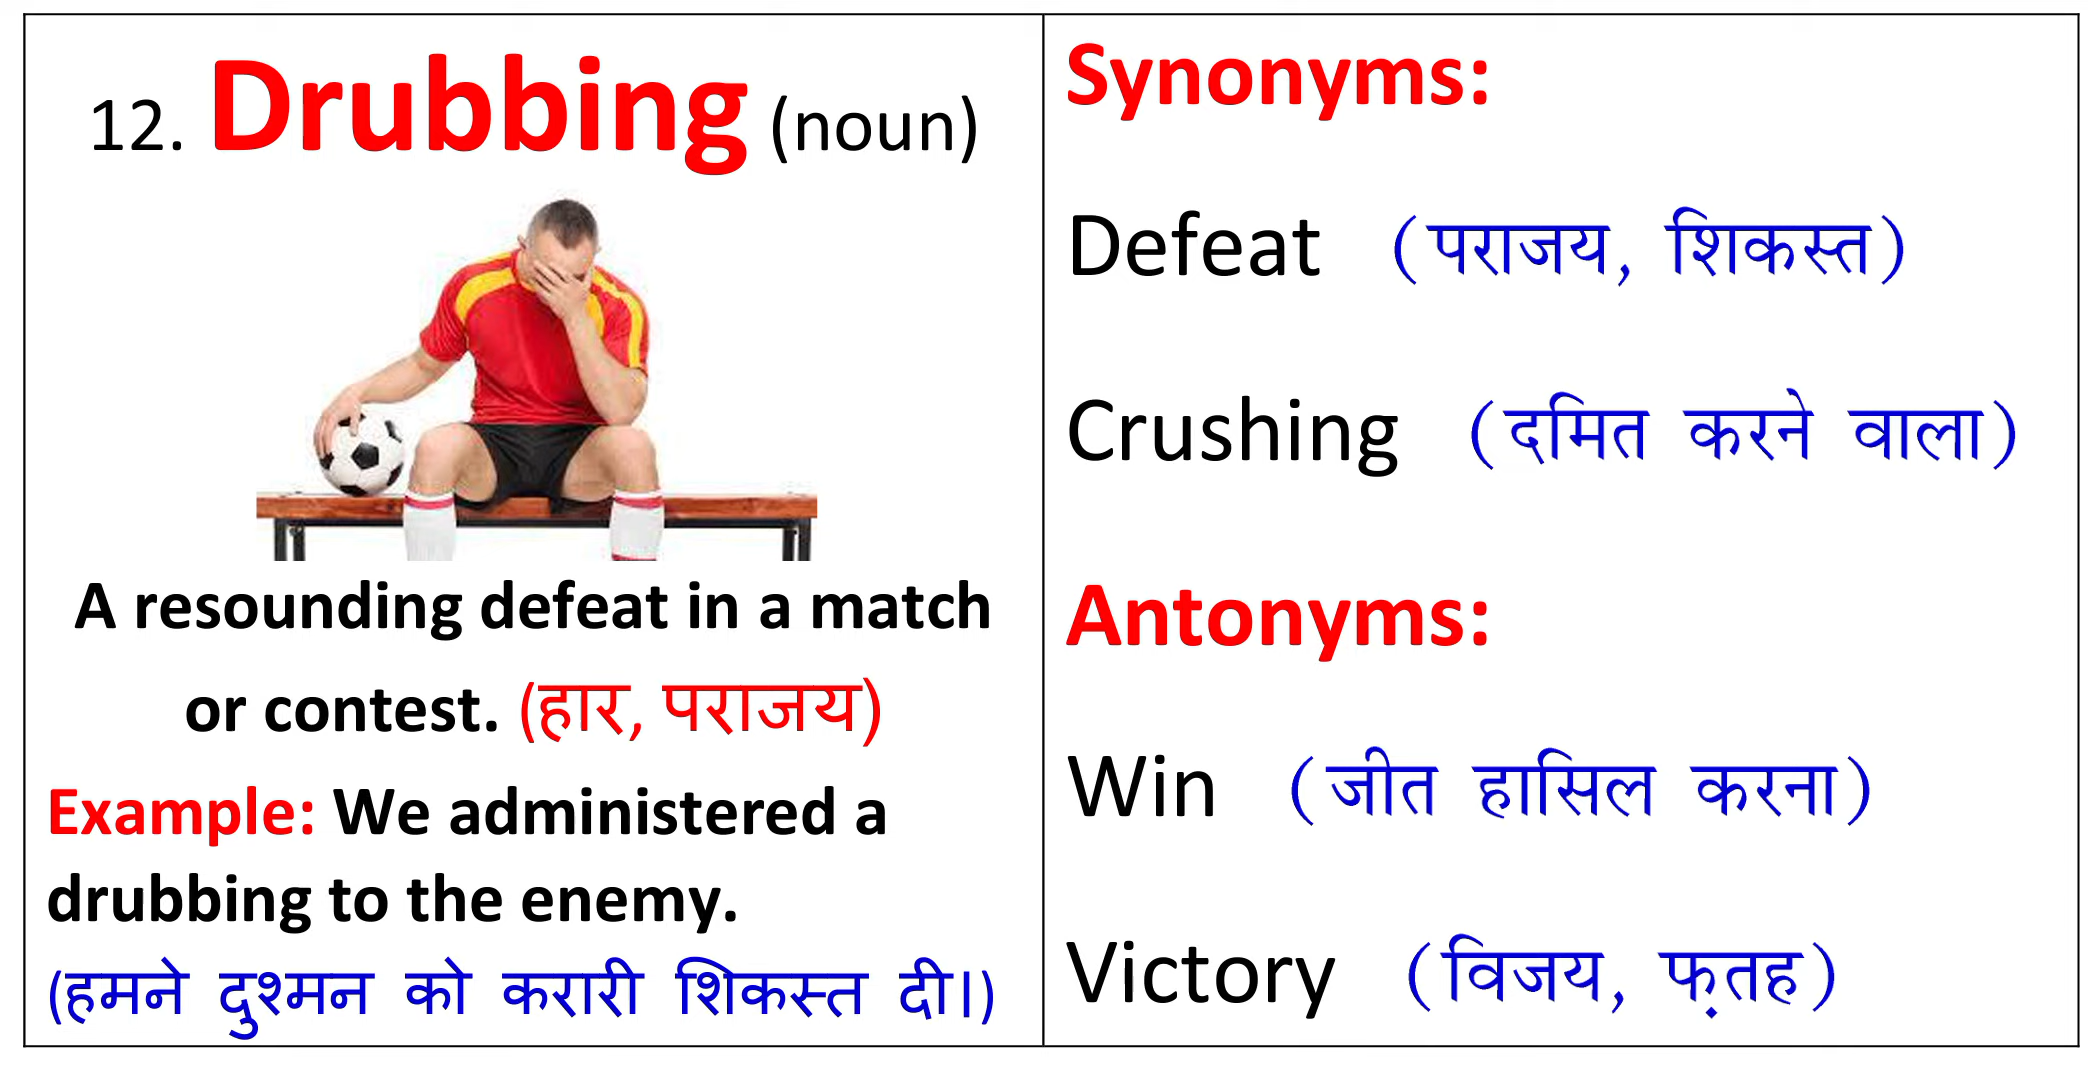 12. Drubbing (noun)
A resounding defeat in a match
or contest. (हार, पराजय)
Example: We administered a
drubbing to the enemy.
(हमने दुश्मन को करारी शिकस्त दी।)
Synonyms:
Defeat (पराजय, शिकस्त)
Crushing (दमित करने वाला)
Antonyms:
Win (जीत हासिल करना)
Victory (विजय, फ़तह)